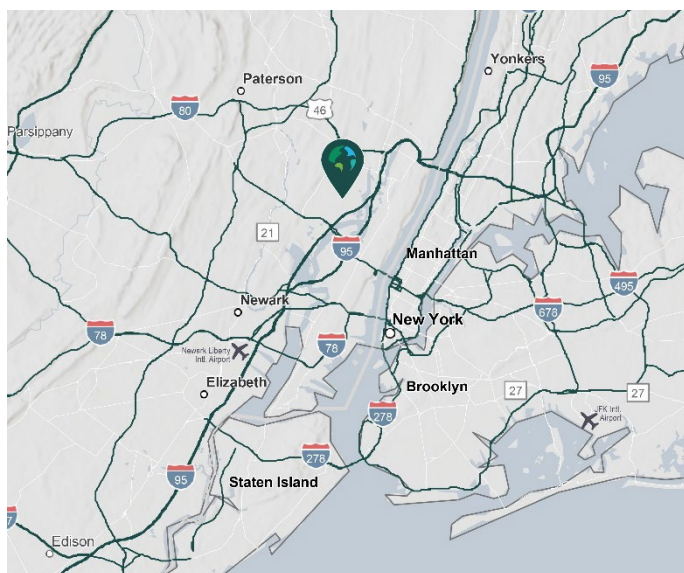 Yonkers
95
Paterson
46
80
Parsippany
21
95
Manhattan
495
678
Newark
New York
78
Newark Liberty
Intl. Airport
78
Elizabeth
Brooklyn
27
27
278
JFK Intl.
Airport
278
95
Staten Island
7
Edison